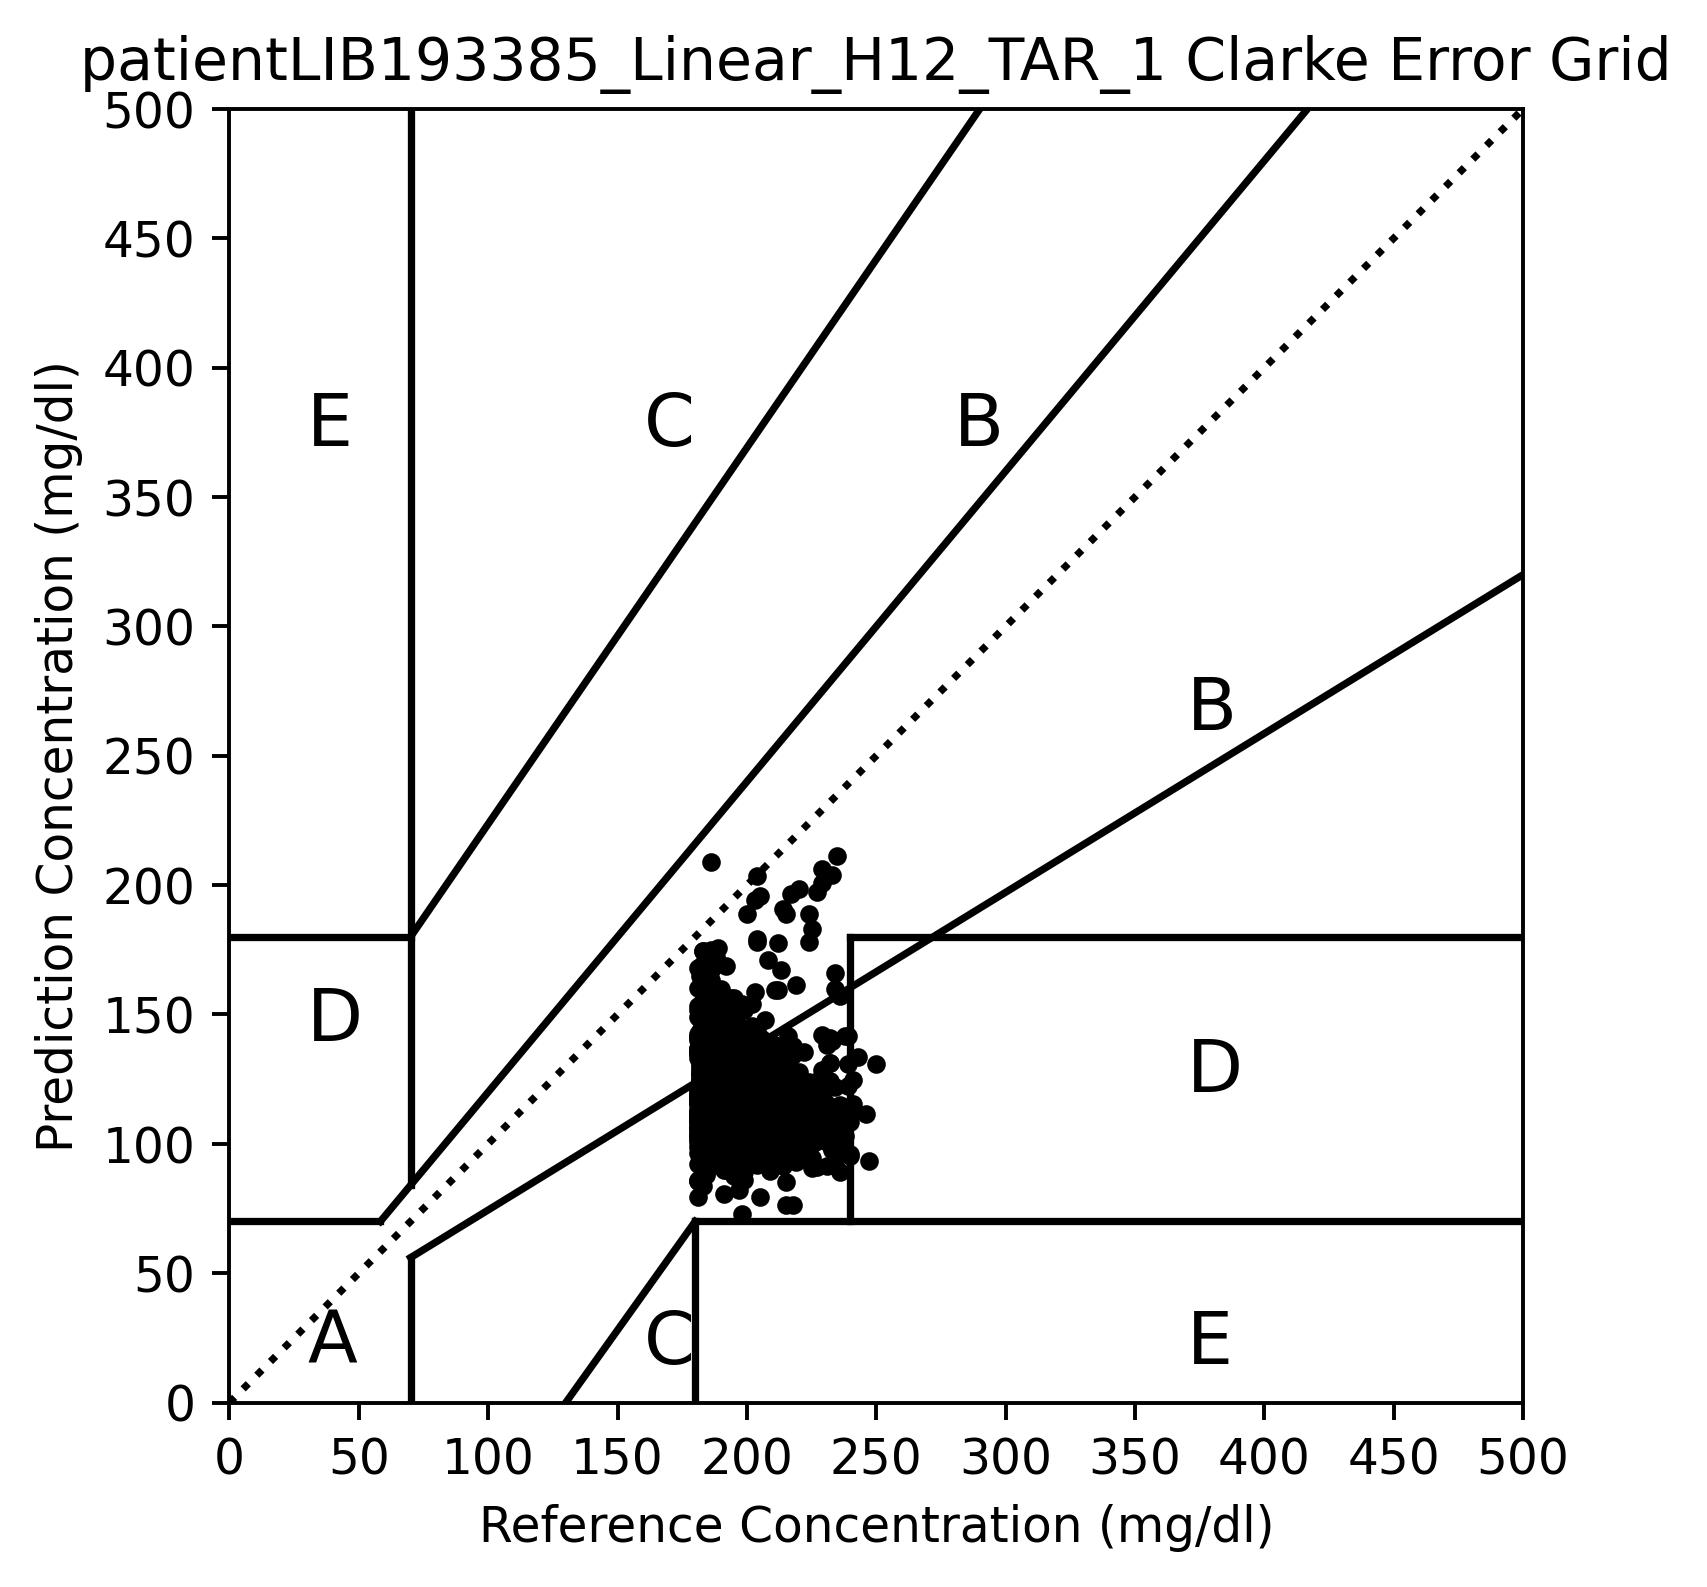 patientLIB193385_Linear_H12_TAR_1 Clarke Error Grid
Prediction Concentration (mg/dl)
500
450
400
350
300
250
200
150
100
50
0
E
C
B
B
D
D
A
C
E
0 50 100 150 200 250 300 350 400 450 500
Reference Concentration (mg/dl)